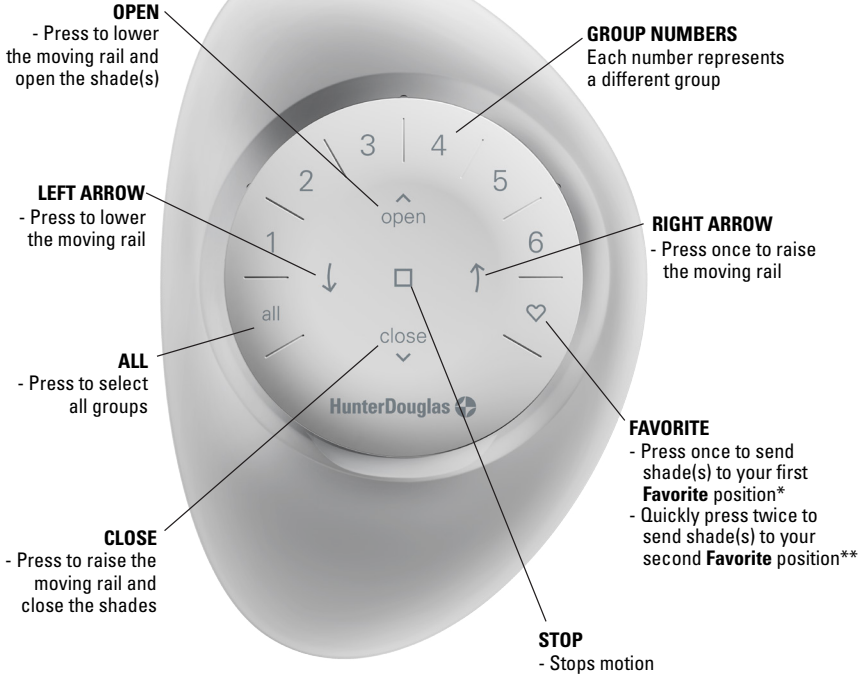 OPEN
- Press to lower
the moving rail and
open the shade(s)
GROUP NUMBERS
Each number represents
a different group
LEFT ARROW
- Press to lower
the moving rail
RIGHT ARROW
- Press once to raise
the moving rail
1
2
3
4
5
6
open
all
close
HunterDouglas
ALL
- Press to select
all groups
FAVORITE
- Press once to send
shade(s) to your first
Favorite position*
- Quickly press twice to
send shade(s) to your
second Favorite position**
CLOSE
- Press to raise the
moving rail and
close the shades
STOP
- Stops motion